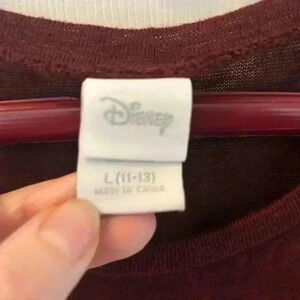 Disney
L (11-13)
MADE IN CHINA